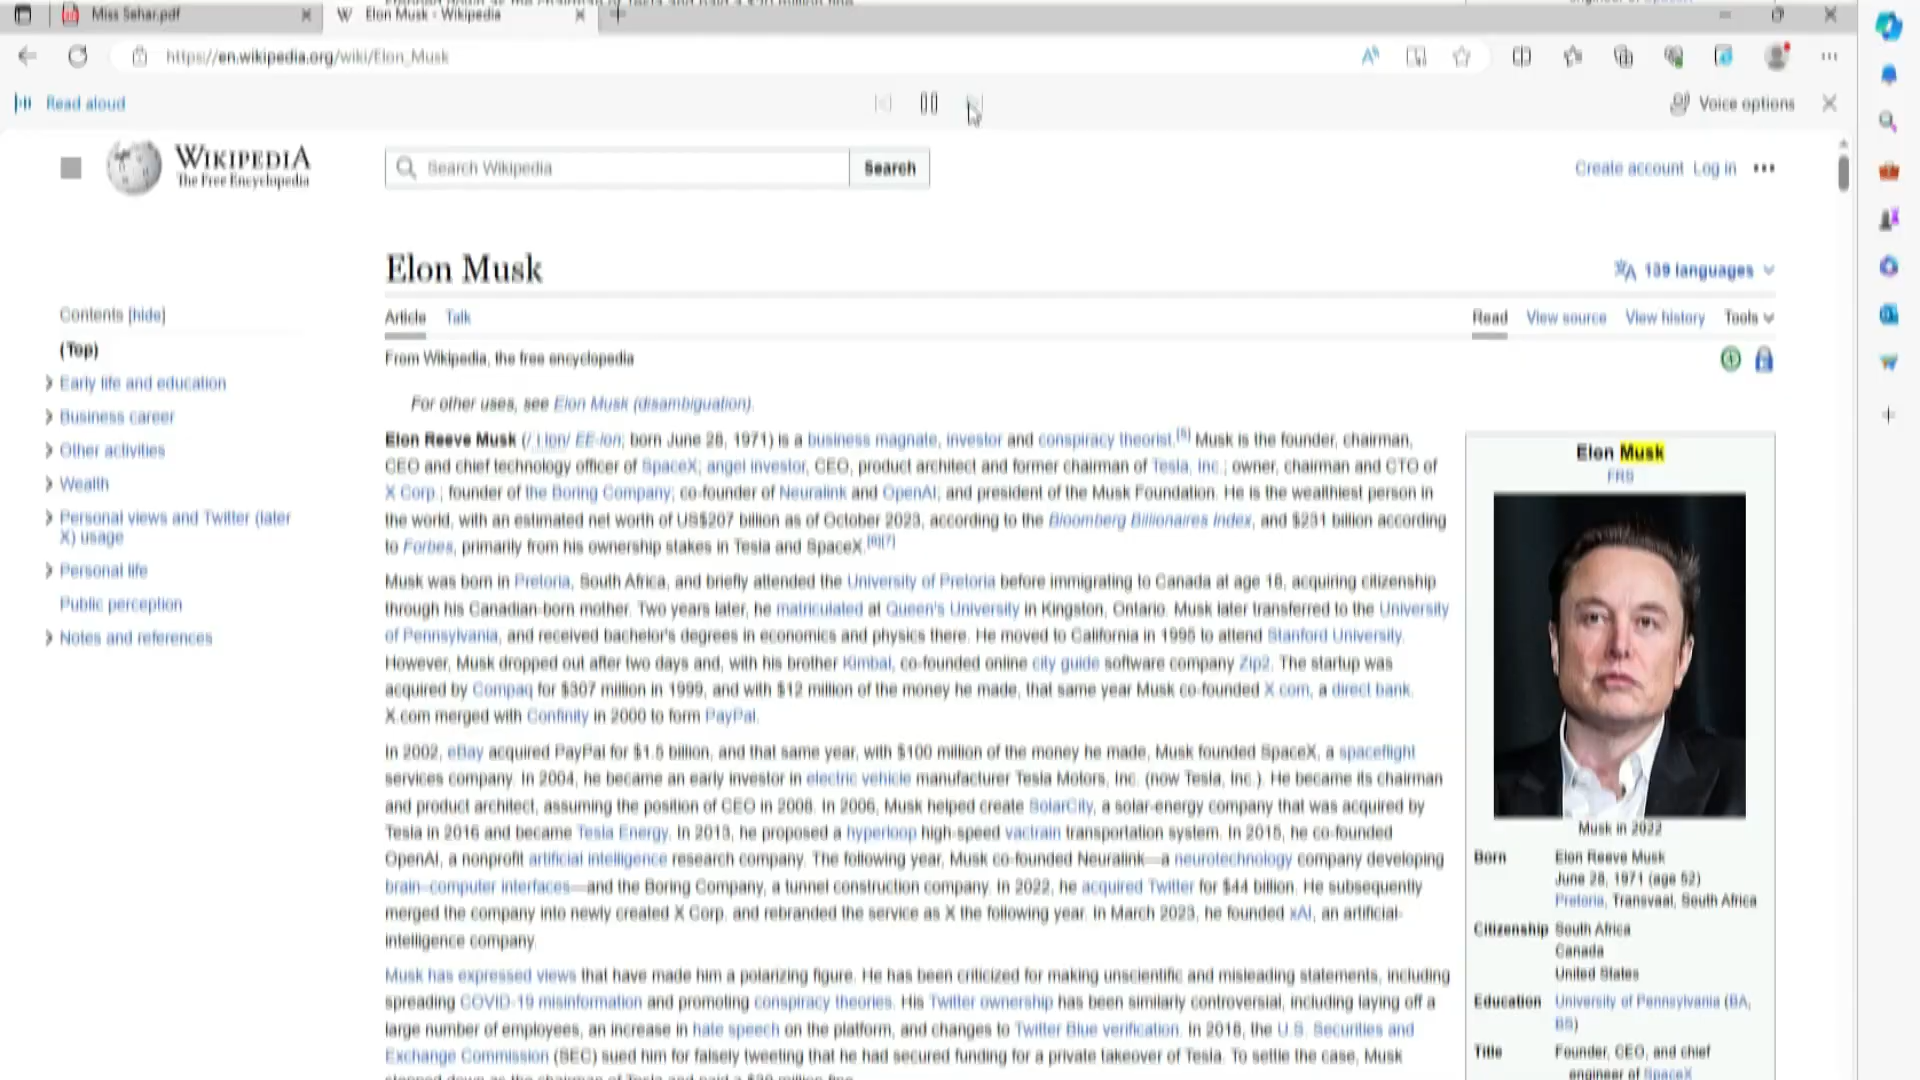 Miss Sehar.pdf
Elon Musk - Wikipedia
https://en.wikipedia.org/wiki/Elon_Musk
Read aloud
Voice options
WIKIPEDIA
The Free Encyclopedia
Search Wikipedia
Search
Create account Log in
Elon Musk
139 languages
Contents [hide]
(Top)
Early life and education
Business career
Other activities
Wealth
Personal views and Twitter (later
X) usage
Personal life
Public perception
Notes and references
Article Talk
Read View source View history Tools
From Wikipedia, the free encyclopedia
For other uses, see Elon Musk (disambiguation).
Elon Reeve Musk (/ˈiːlɒn/ EE-lon; born June 28, 1971) is a business magnate, investor and conspiracy theorist.[5] Musk is the founder, chairman,
CEO and chief technology officer of SpaceX; angel investor, CEO, product architect and former chairman of Tesla, Inc.; owner, chairman and CTO of
X Corp.; founder of the Boring Company; co-founder of Neuralink and OpenAI; and president of the Musk Foundation. He is the wealthiest person in
the world, with an estimated net worth of US$207 billion as of October 2023, according to the Bloomberg Billionaires Index, and $231 billion according
to Forbes, primarily from his ownership stakes in Tesla and SpaceX.[6][7]
Musk was born in Pretoria, South Africa, and briefly attended the University of Pretoria before immigrating to Canada at age 18, acquiring citizenship
through his Canadian-born mother. Two years later, he matriculated at Queen's University in Kingston, Ontario. Musk later transferred to the University
of Pennsylvania, and received bachelor's degrees in economics and physics there. He moved to California in 1995 to attend Stanford University.
However, Musk dropped out after two days and, with his brother Kimbal, co-founded online city guide software company Zip2. The startup was
acquired by Compaq for $307 million in 1999, and with $12 million of the money he made, that same year Musk co-founded X.com, a direct bank.
X.com merged with Confinity in 2000 to form PayPal.
In 2002, eBay acquired PayPal for $1.5 billion, and that same year, with $100 million of the money he made, Musk founded SpaceX, a spaceflight
services company. In 2004, he became an early investor in electric vehicle manufacturer Tesla Motors, Inc. (now Tesla, Inc.). He became its chairman
and product architect, assuming the position of CEO in 2008. In 2006, Musk helped create SolarCity, a solar-energy company that was acquired by
Tesla in 2016 and became Tesla Energy. In 2013, he proposed a hyperloop high-speed vactrain transportation system. In 2015, he co-founded
OpenAI, a nonprofit artificial intelligence research company. The following year, Musk co-founded Neuralink—a neurotechnology company developing
brain–computer interfaces—and the Boring Company, a tunnel construction company. In 2022, he acquired Twitter for $44 billion. He subsequently
merged the company into newly created X Corp. and rebranded the service as X the following year. In March 2023, he founded xAI, an artificial-
intelligence company.
Musk has expressed views that have made him a polarizing figure. He has been criticized for making unscientific and misleading statements, including
spreading COVID-19 misinformation and promoting conspiracy theories. His Twitter ownership has been similarly controversial, including laying off a
large number of employees, an increase in hate speech on the platform, and changes to Twitter Blue verification. In 2018, the U.S. Securities and
Exchange Commission (SEC) sued him for falsely tweeting that he had secured funding for a private takeover of Tesla. To settle the case, Musk
stepped down as the chairman of Tesla and paid a $20 million fine.
Elon Musk
FRS
Musk in 2022
Born Elon Reeve Musk
June 28, 1971 (age 52)
Pretoria, Transvaal, South Africa
Citizenship South Africa
Canada
United States
Education University of Pennsylvania (BA,
BS)
Title Founder, CEO, and chief
engineer of SpaceX